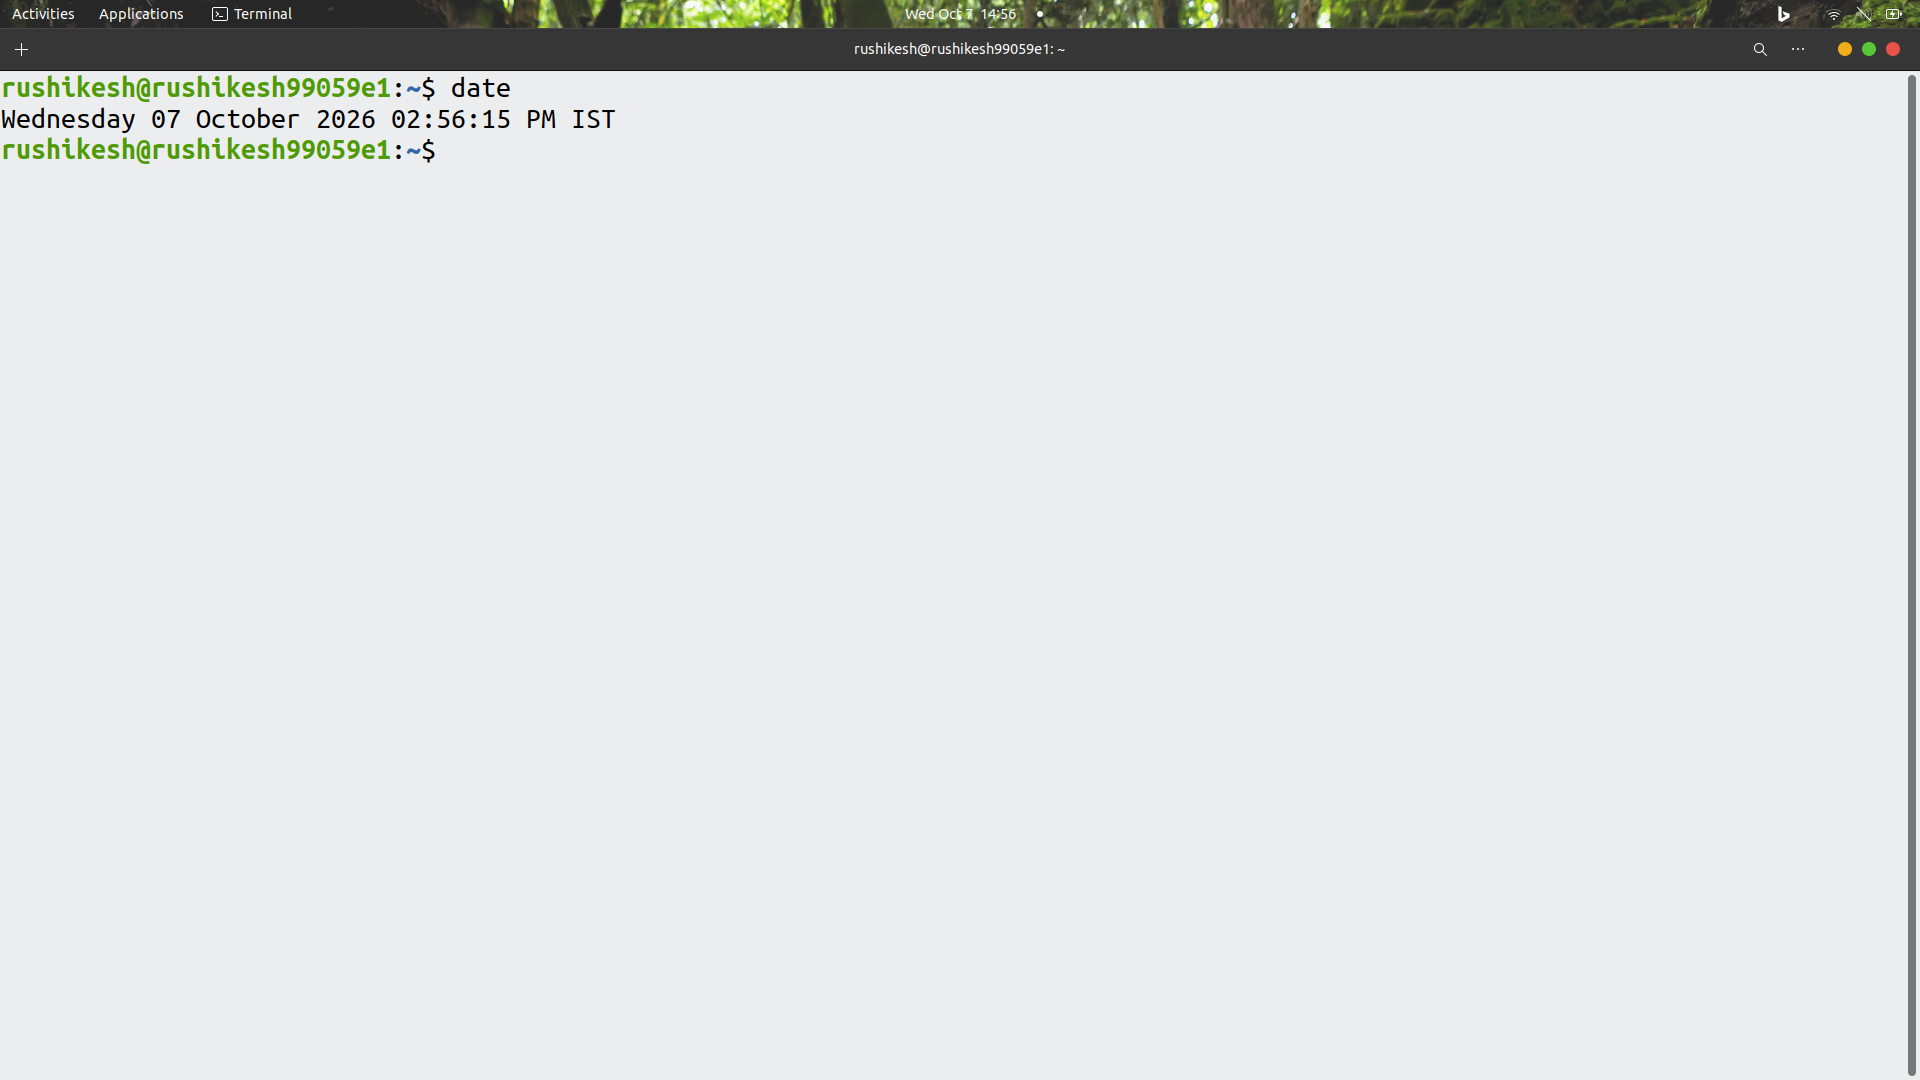 Activities Applications Terminal Wed Oct 7 14:56
rushikesh@rushikesh99059e1: ~
rushikesh@rushikesh99059e1:~$ date
Wednesday 07 October 2026 02:56:15 PM IST
rushikesh@rushikesh99059e1:~$